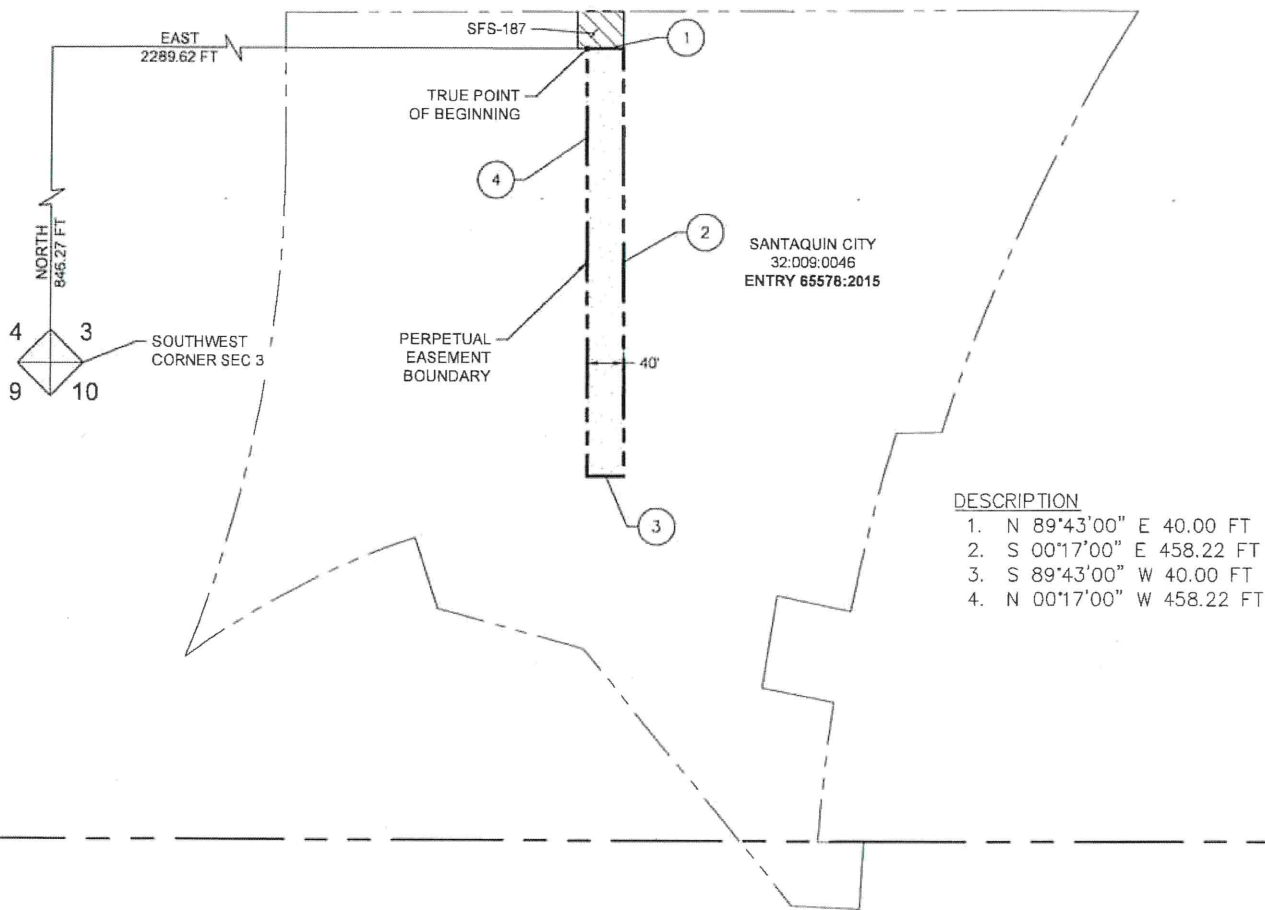 EAST
2289.62 FT
SFS-187
1
TRUE POINT
OF BEGINNING
4
NORTH
846.27 FT
2
SANTAQUIN CITY
32:009:0046
ENTRY 65578:2015
4 3
9 10
SOUTHWEST
CORNER SEC 3
PERPETUAL
EASEMENT
BOUNDARY
40'
3
DESCRIPTION
1. N 89°43'00" E 40.00 FT
2. S 00°17'00" E 458.22 FT
3. S 89°43'00" W 40.00 FT
4. N 00°17'00" W 458.22 FT